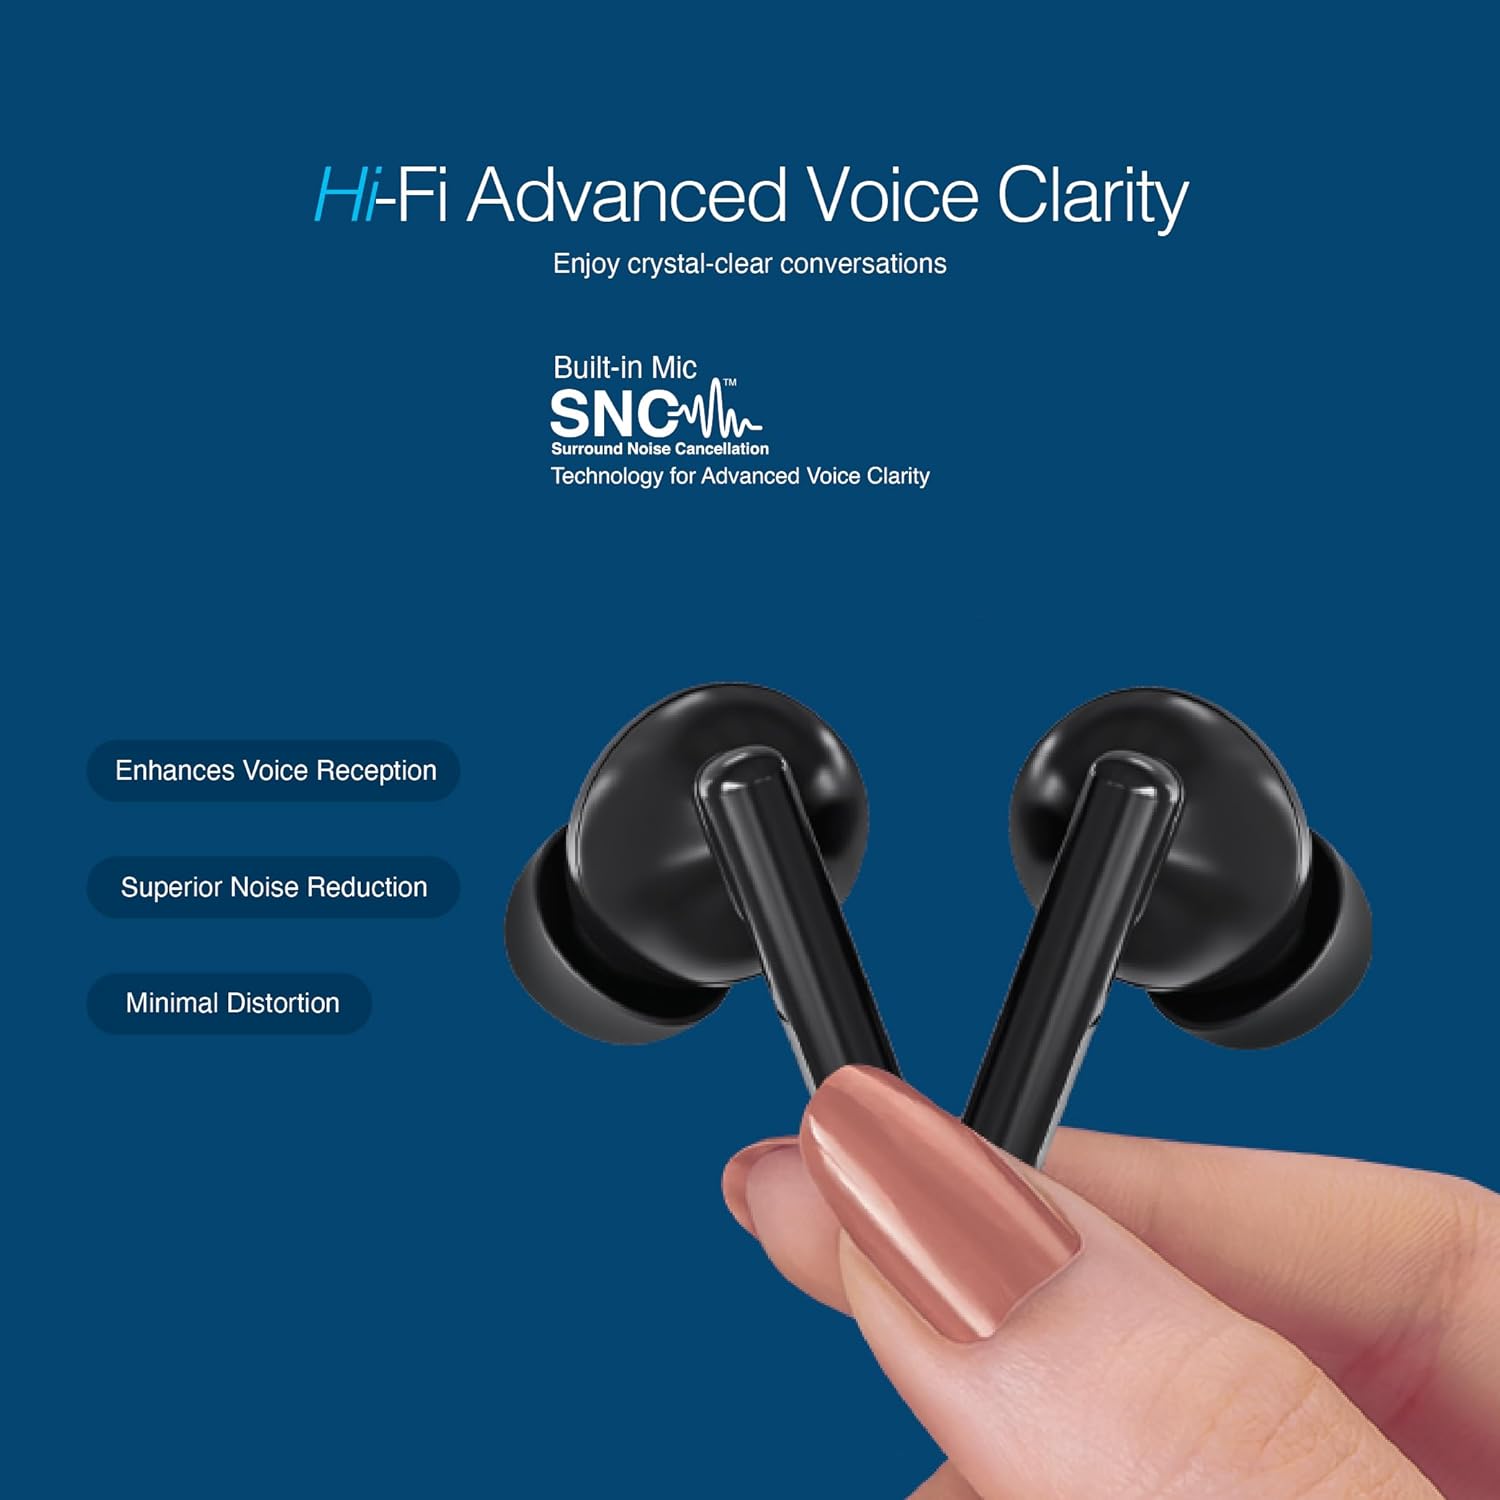 Hi-Fi Advanced Voice Clarity
Enjoy crystal-clear conversations
Built-in Mic
SNC™
Surround Noise Cancellation
Technology for Advanced Voice Clarity
Enhances Voice Reception
Superior Noise Reduction
Minimal Distortion